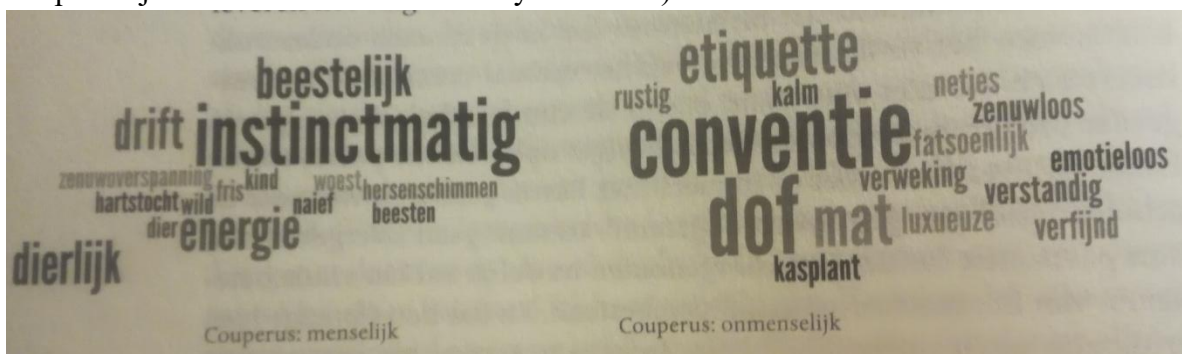 beestelijk
drift instinctmatig
zenuwoverspanning fris kind woest hersenschimmen
hartstocht wild naief beesten
dier energie
dierlijk
Couperus: menselijk
etiquette
rustig kalm netjes
zenuwloos
conventie fatsoenlijk
emotieloos
verweking verstandig
dof mat luxueuze verfijnd
kasplant
Couperus: onmenselijk